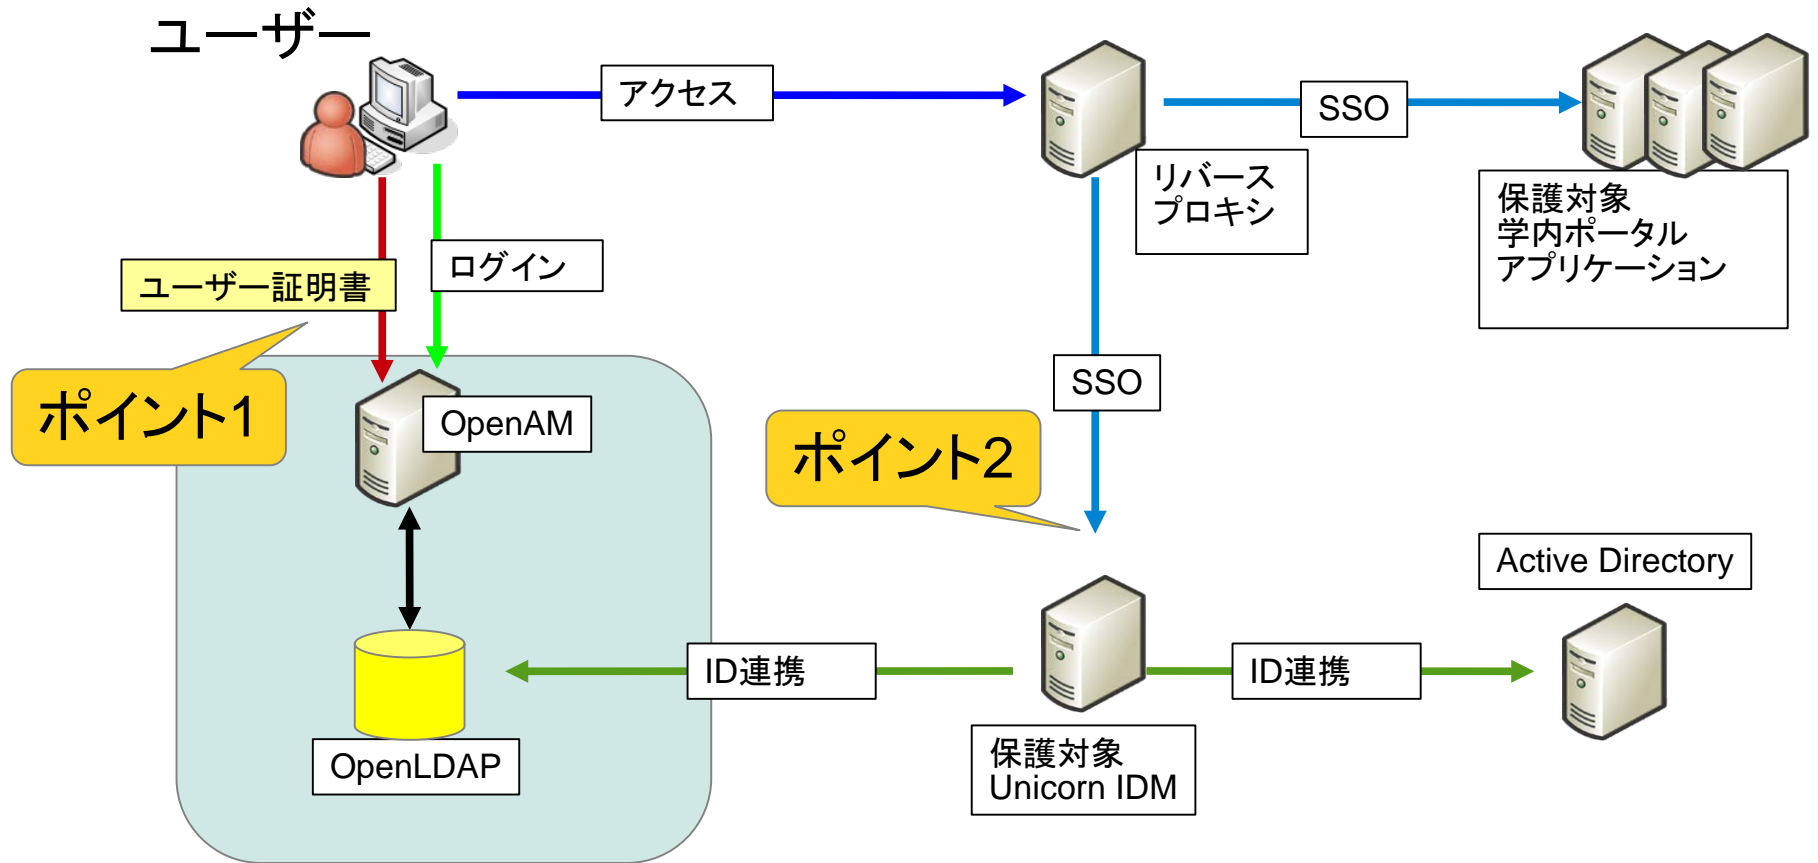 ユーザー
アクセス
SSO
リバース
プロキシ
保護対象
学内ポータル
アプリケーション
ログイン
ユーザー証明書
ポイント1
OpenAM
SSO
ポイント2
Active Directory
ID連携
ID連携
OpenLDAP
保護対象
Unicorn IDM